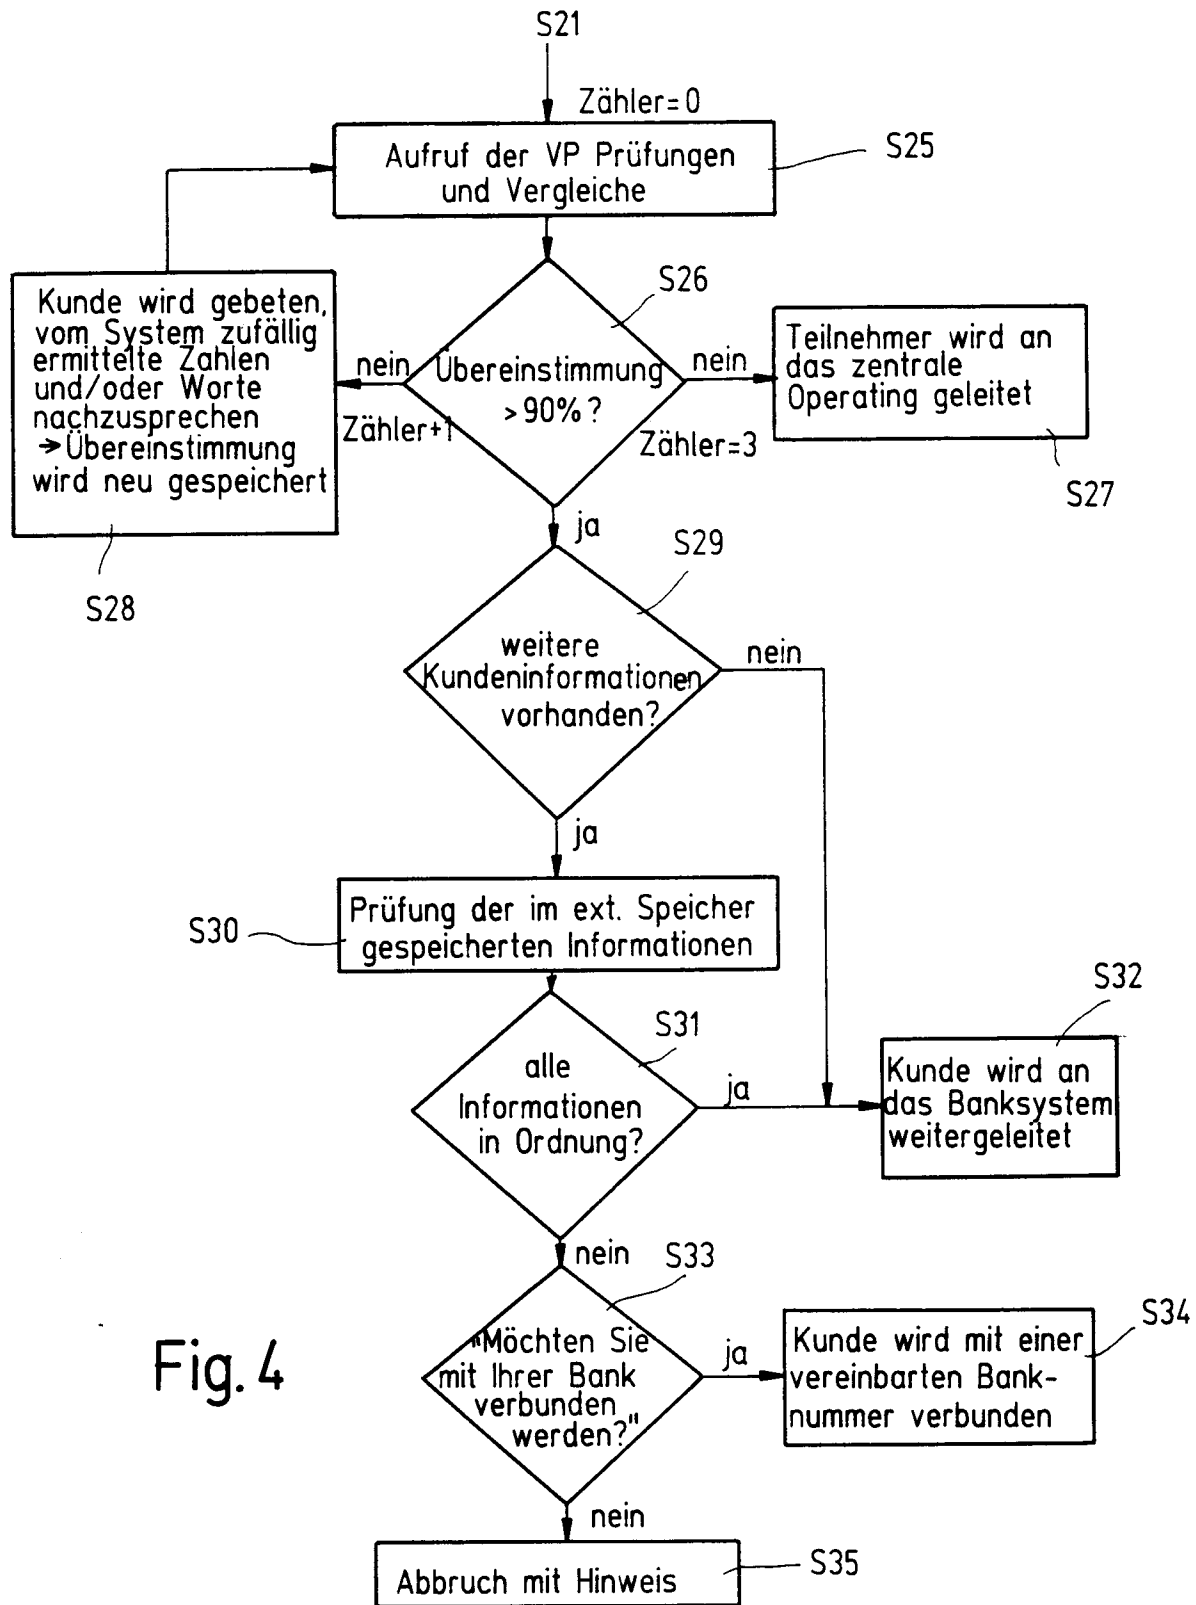 S21
Zähler=0
Aufruf der VP Prüfungen
und Vergleiche
S25
S26
Übereinstimmung
>90%?
nein
Zähler+1
nein
Zähler=3
Kunde wird gebeten,
vom System zufällig
ermittelte Zahlen
und/oder Worte
nachzusprechen
→Übereinstimmung
wird neu gespeichert
S28
Teilnehmer wird an
das zentrale
Operating geleitet
S27
ja
S29
weitere
Kundeninformationen
vorhanden?
nein
ja
S30
Prüfung der im ext. Speicher
gespeicherten Informationen
S31
alle
Informationen
in Ordnung?
ja
S32
Kunde wird an
das Banksystem
weitergeleitet
nein
S33
"Möchten Sie
mit Ihrer Bank
verbunden
werden?"
ja
S34
Kunde wird mit einer
vereinbarten Bank-
nummer verbunden
Fig. 4
nein
Abbruch mit Hinweis
S35